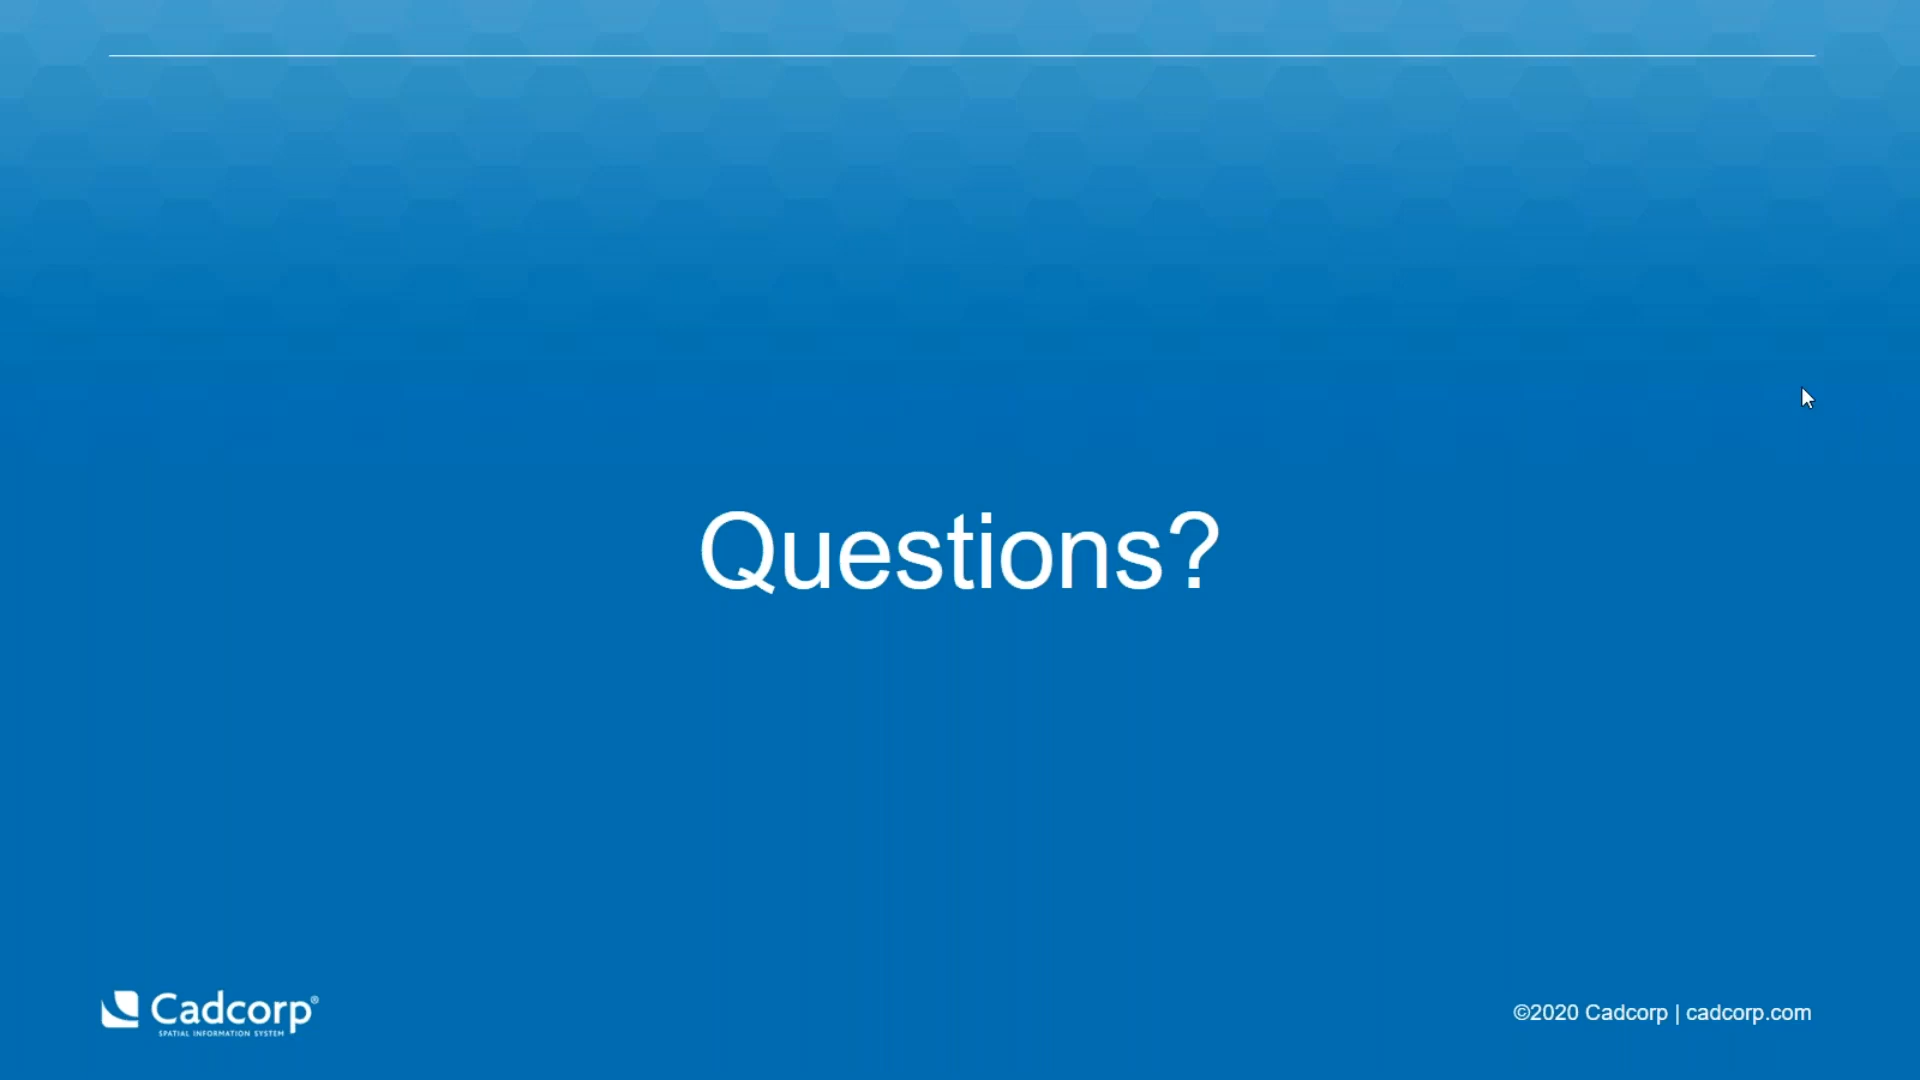 Questions?
Cadcorp®
SPATIAL INFORMATION SYSTEM
©2020 Cadcorp | cadcorp.com